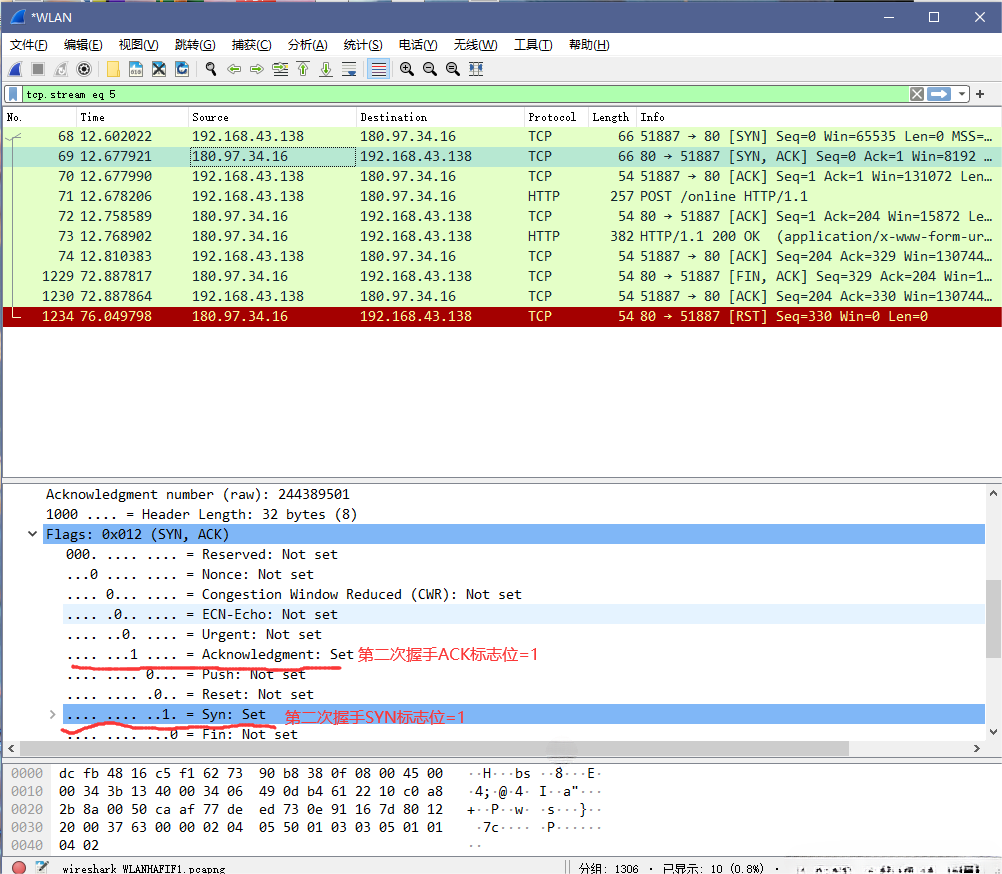 *WLAN
文件(F) 编辑(E) 视图(V) 跳转(G) 捕获(C) 分析(A) 统计(S) 电话(Y) 无线(W) 工具(T) 帮助(H)
tcp.stream eq 5
No. Time Source Destination Protocol Length Info
68 12.602022 192.168.43.138 180.97.34.16 TCP 66 51887 → 80 [SYN] Seq=0 Win=65535 Len=0 MSS=…
69 12.677921 180.97.34.16 192.168.43.138 TCP 66 80 → 51887 [SYN, ACK] Seq=0 Ack=1 Win=8192 …
70 12.677990 192.168.43.138 180.97.34.16 TCP 54 51887 → 80 [ACK] Seq=1 Ack=1 Win=131072 Len…
71 12.678206 192.168.43.138 180.97.34.16 HTTP 257 POST /online HTTP/1.1
72 12.758589 180.97.34.16 192.168.43.138 TCP 54 80 → 51887 [ACK] Seq=1 Ack=204 Win=15872 Le…
73 12.768902 180.97.34.16 192.168.43.138 HTTP 382 HTTP/1.1 200 OK (application/x-www-form-ur…
74 12.810383 192.168.43.138 180.97.34.16 TCP 54 51887 → 80 [ACK] Seq=204 Ack=329 Win=130744…
1229 72.887817 180.97.34.16 192.168.43.138 TCP 54 80 → 51887 [FIN, ACK] Seq=329 Ack=204 Win=1…
1230 72.887864 192.168.43.138 180.97.34.16 TCP 54 51887 → 80 [ACK] Seq=204 Ack=330 Win=130744…
1234 76.049798 180.97.34.16 192.168.43.138 TCP 54 80 → 51887 [RST] Seq=330 Win=0 Len=0
Acknowledgment number (raw): 244389501
1000 .... = Header Length: 32 bytes (8)
Flags: 0x012 (SYN, ACK)
000. .... .... = Reserved: Not set
...0 .... .... = Nonce: Not set
.... 0... .... = Congestion Window Reduced (CWR): Not set
.... .0.. .... = ECN-Echo: Not set
.... ..0. .... = Urgent: Not set
.... ...1 .... = Acknowledgment: Set 第二次握手ACK标志位=1
.... .... 0... = Push: Not set
.... .... .0.. = Reset: Not set
.... .... ..1. = Syn: Set 第二次握手SYN标志位=1
.... .... ...0 = Fin: Not set
0000 dc fb 48 16 c5 f1 62 73 90 b8 38 0f 08 00 45 00 ··H···bs ··8···E·
0010 00 34 3b 13 40 00 34 06 49 0d b4 61 22 10 c0 a8 ·4;·@·4· I··a"···
0020 2b 8a 00 50 ca af 77 de ed 73 0e 91 16 7d 80 12 +··P··w· ·s···}··
0030 20 00 37 63 00 00 02 04 05 50 01 03 03 05 01 01  ·7c···· ·P······
0040 04 02 ··
wireshark_WLANHAFIF1.pcapng 分组: 1306 · 已显示: 10 (0.8%) ·